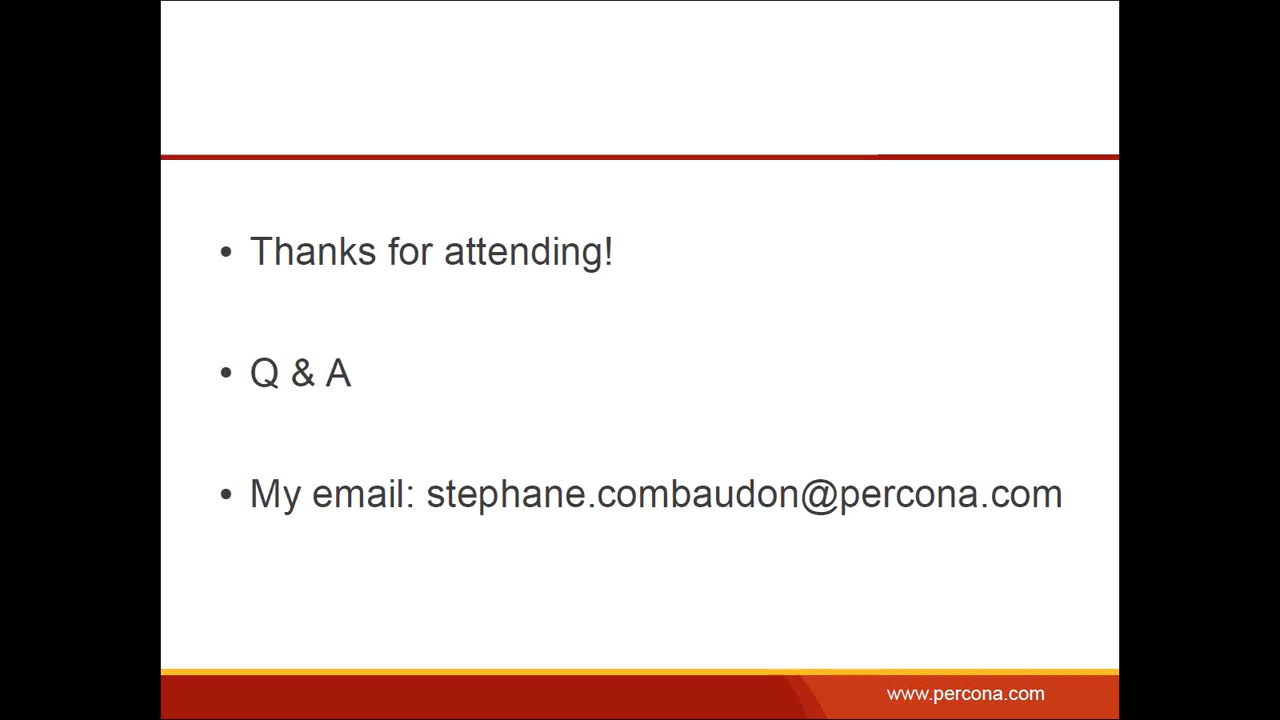 • Thanks for attending!
• Q & A
• My email: stephane.combaudon@percona.com
www.percona.com